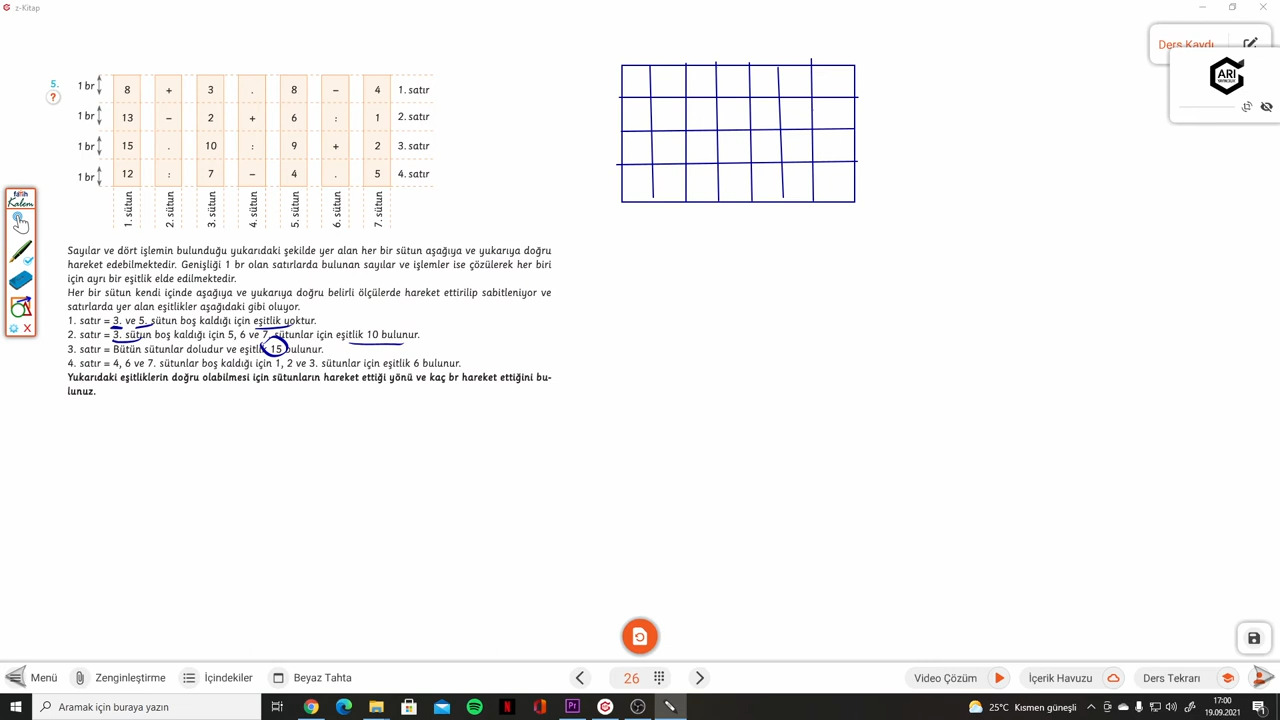 z-Kitap
Ders Kaydı
ARI
YAYINCILIK
5.
?
1 br 8 + 3 . 8 – 4 1. satır
1 br 13 – 2 + 6 : 1 2. satır
1 br 15 . 10 : 9 + 2 3. satır
1 br 12 : 7 – 4 . 5 4. satır
1. sütun 2. sütun 3. sütun 4. sütun 5. sütun 6. sütun 7. sütun
fatih
Kalem
Sayılar ve dört işlemin bulunduğu yukarıdaki şekilde yer alan her bir sütun aşağıya ve yukarıya doğru
hareket edebilmektedir. Genişliği 1 br olan satırlarda bulunan sayılar ve işlemler ise çözülerek her biri
için ayrı bir eşitlik elde edilmektedir.
Her bir sütun kendi içinde aşağıya ve yukarıya doğru belirli ölçülerde hareket ettirilip sabitleniyor ve
satırlarda yer alan eşitlikler aşağıdaki gibi oluyor.
1. satır = 3. ve 5. sütun boş kaldığı için eşitlik yoktur.
2. satır = 3. sütun boş kaldığı için 5, 6 ve 7. sütunlar için eşitlik 10 bulunur.
3. satır = Bütün sütunlar doludur ve eşitlik 15 bulunur.
4. satır = 4, 6 ve 7. sütunlar boş kaldığı için 1, 2 ve 3. sütunlar için eşitlik 6 bulunur.
Yukarıdaki eşitliklerin doğru olabilmesi için sütunların hareket ettiği yönü ve kaç br hareket ettiğini bu-
lunuz.
Menü Zenginleştirme İçindekiler Beyaz Tahta 26 Video Çözüm İçerik Havuzu Ders Tekrarı
Aramak için buraya yazın 25°C Kısmen güneşli 17:00
19.09.2021